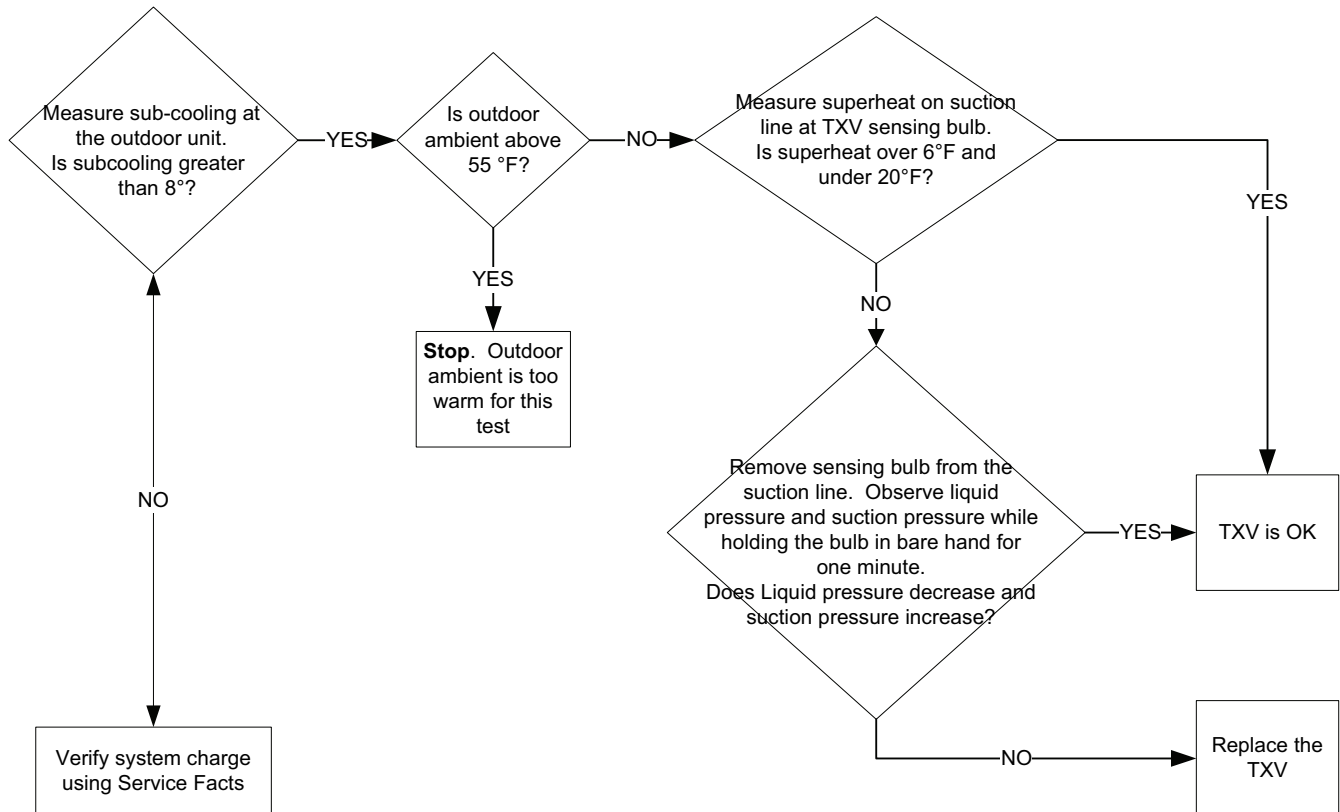 Measure sub-cooling at
the outdoor unit.
Is subcooling greater
than 8°?
YES
Is outdoor
ambient above
55 °F?
NO
Measure superheat on suction
line at TXV sensing bulb.
Is superheat over 6°F and
under 20°F?
YES
YES
NO
Stop. Outdoor
ambient is too
warm for this
test
Remove sensing bulb from the
suction line. Observe liquid
pressure and suction pressure while
holding the bulb in bare hand for
one minute.
Does Liquid pressure decrease and
suction pressure increase?
YES
TXV is OK
NO
Verify system charge
using Service Facts
NO
Replace the
TXV